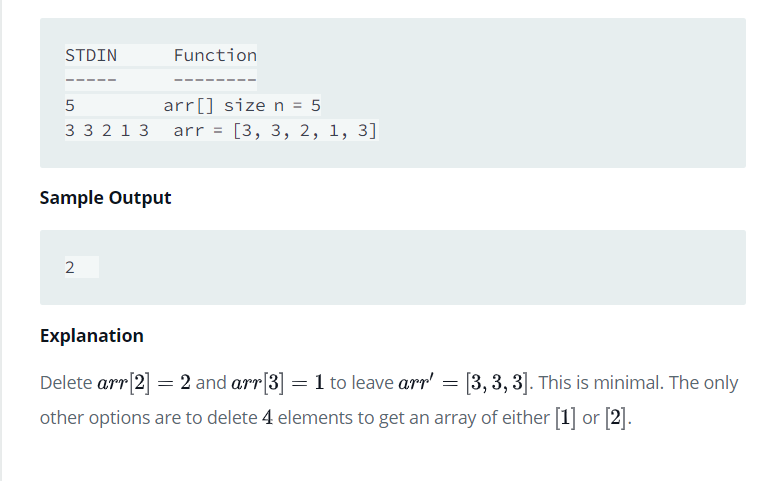 STDIN Function
----- --------
5 arr[] size n = 5
3 3 2 1 3 arr = [3, 3, 2, 1, 3]
Sample Output
2
Explanation
Delete arr[2] = 2 and arr[3] = 1 to leave arr′ = [3, 3, 3]. This is minimal. The only
other options are to delete 4 elements to get an array of either [1] or [2].